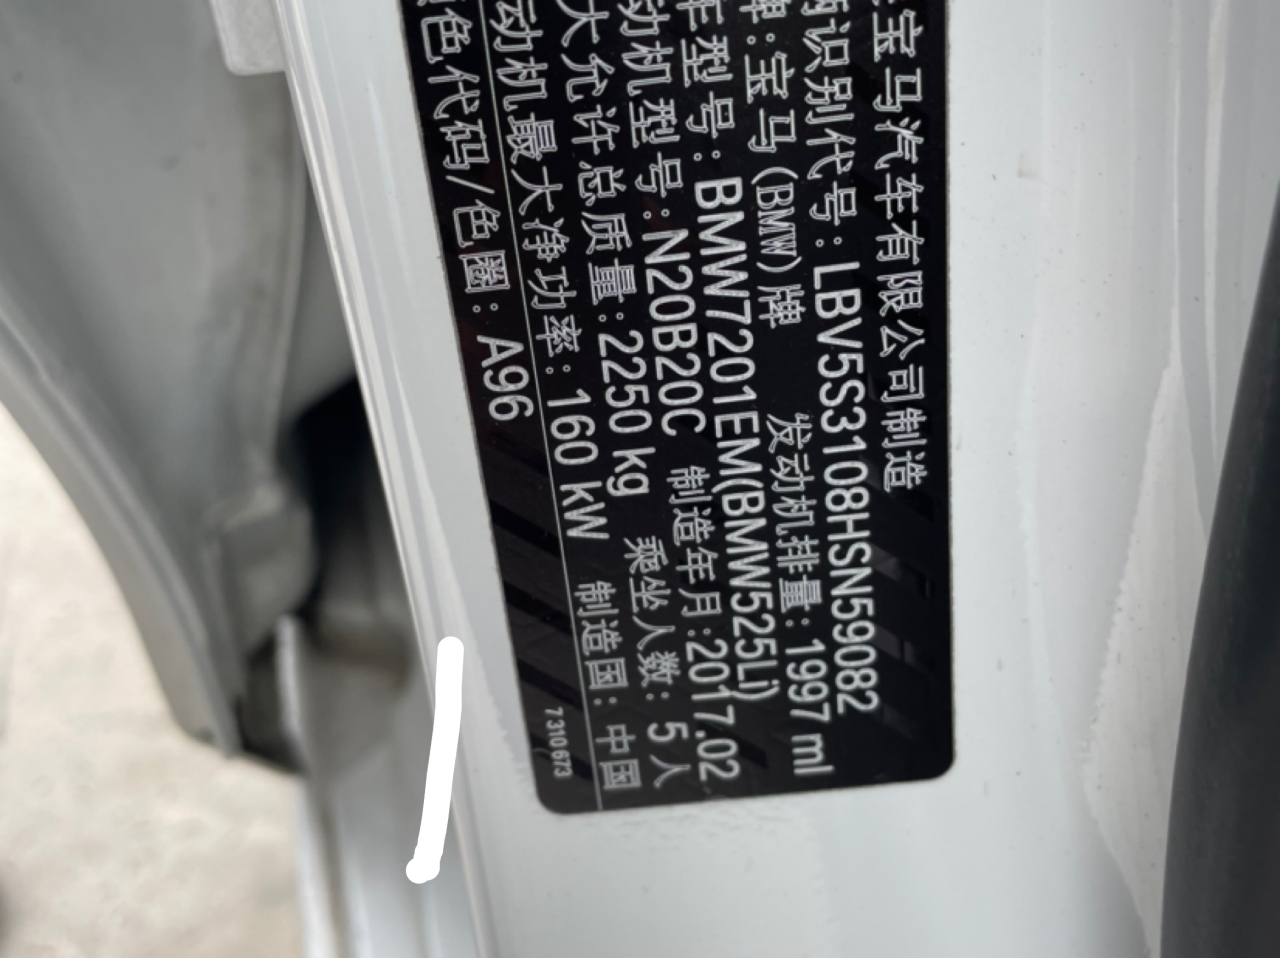 宝马汽车有限公司制造
识别代号:LBV5S3108HSN59082
牌:宝马(BMW)牌 发动机排量:1997 ml
车型号:BMW7201EM(BMW525Li)
动机型号:N20B20C 制造年月:2017.02
大允许总质量:2250 kg 乘坐人数: 5人
动机最大净功率:160 kW 制造国: 中国
色代码/色圈: A96
7310673